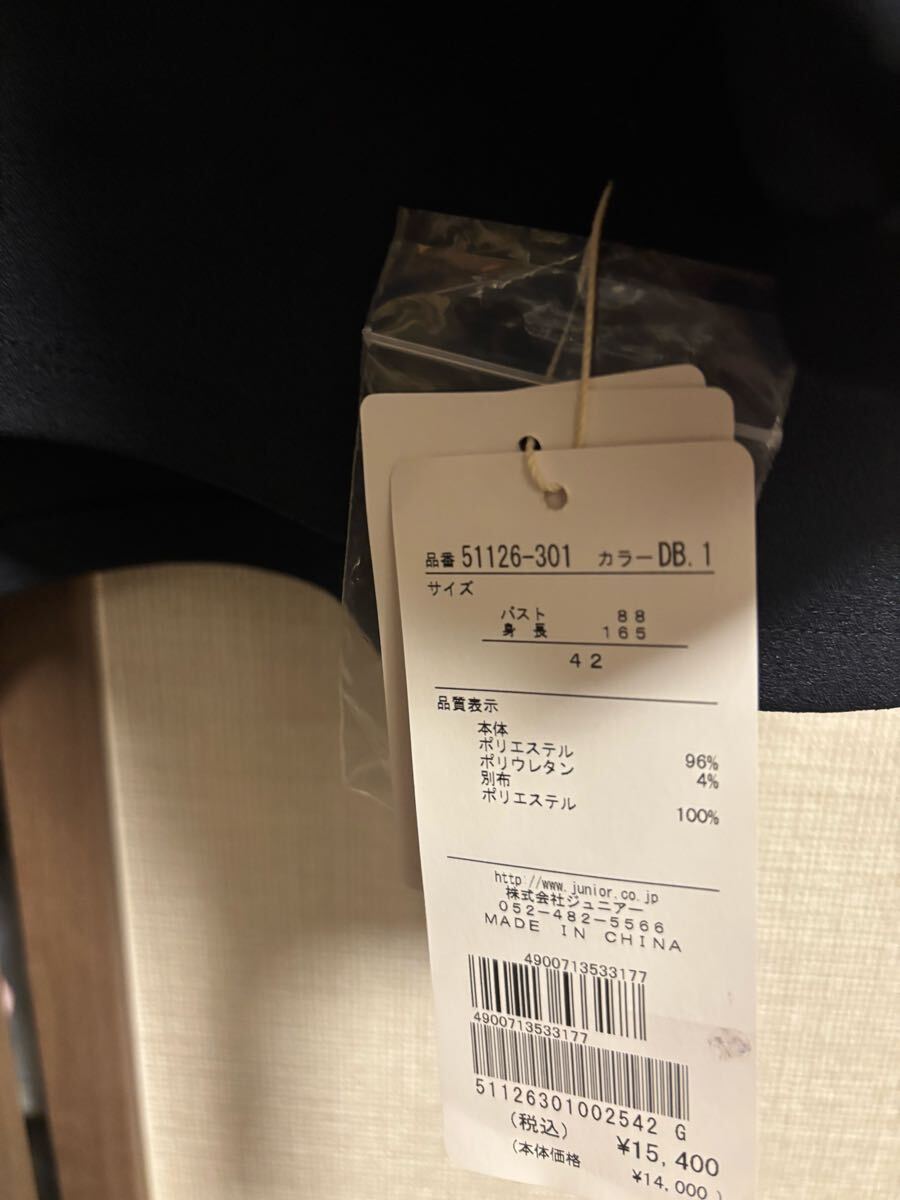 品番 51126-301 カラー DB.1
サイズ
バスト 88
身長 165
42
品質表示
本体
ポリエステル 96%
ポリウレタン 4%
別布
ポリエステル 100%
http://www.junior.co.jp
株式会社ジュニアー
052-482-5566
MADE IN CHINA
4900713533177
4900713533177
51126301002542 G
(税込) ¥15,400
(本体価格 ¥14,000)